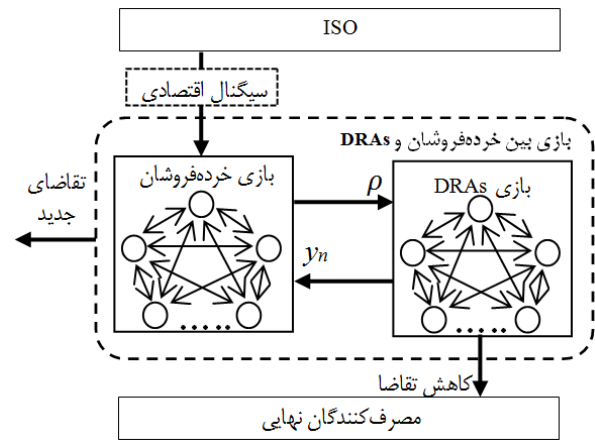 ISO
سیگنال اقتصادی
بازی بین خرده‌فروشان و DRAs
تقاضای
جدید
بازی خرده‌فروشان
ρ
بازی DRAs
yn
کاهش تقاضا
مصرف‌کنندگان نهایی